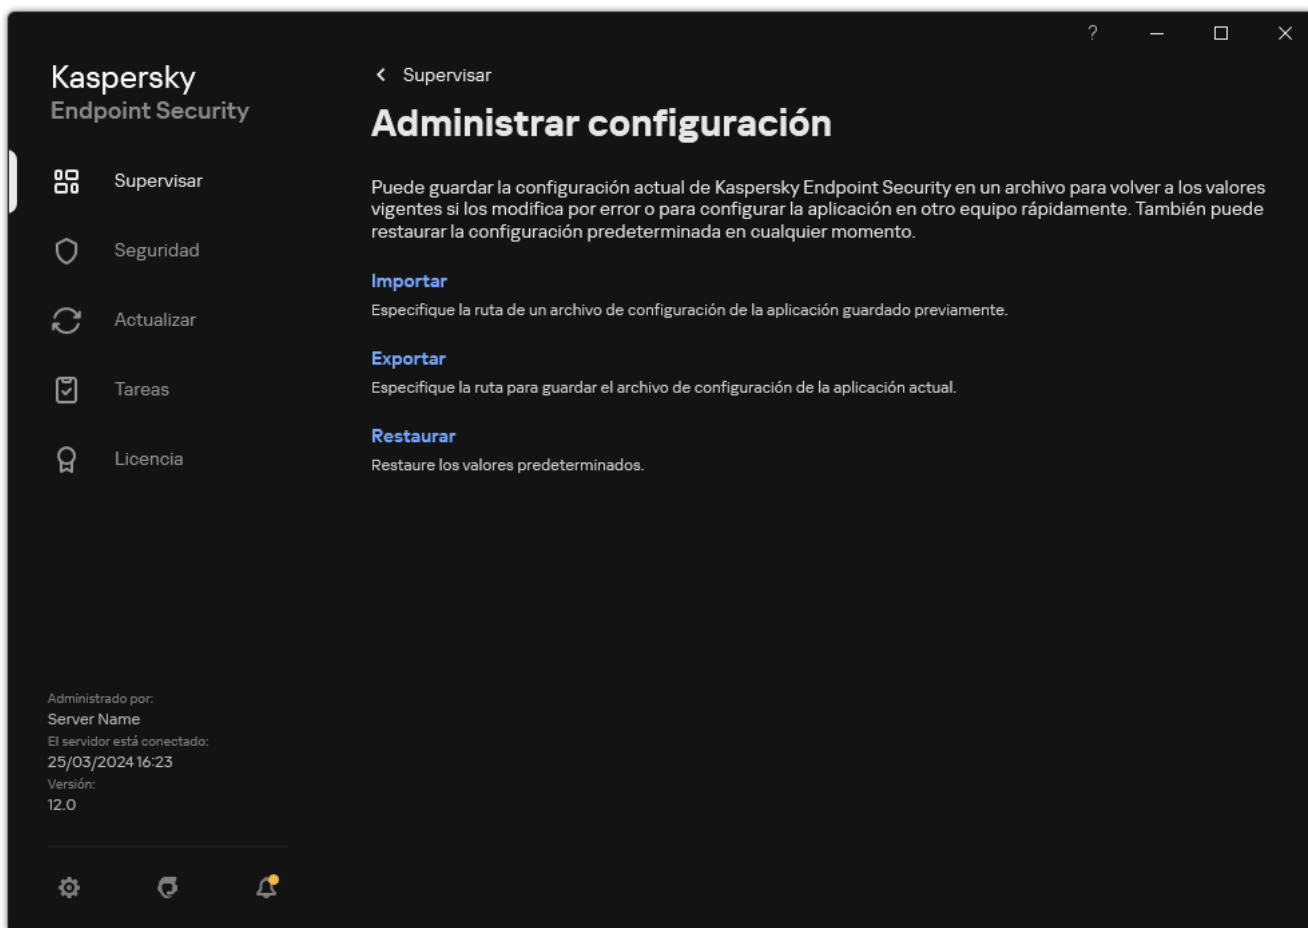 ?
Kaspersky
Endpoint Security
Supervisar
Seguridad
Actualizar
Tareas
Licencia
Administrado por:
Server Name
El servidor está conectado:
25/03/2024 16:23
Versión:
12.0
Supervisar
Administrar configuración
Puede guardar la configuración actual de Kaspersky Endpoint Security en un archivo para volver a los valores
vigentes si los modifica por error o para configurar la aplicación en otro equipo rápidamente. También puede
restaurar la configuración predeterminada en cualquier momento.
Importar
Especifique la ruta de un archivo de configuración de la aplicación guardado previamente.
Exportar
Especifique la ruta para guardar el archivo de configuración de la aplicación actual.
Restaurar
Restaure los valores predeterminados.